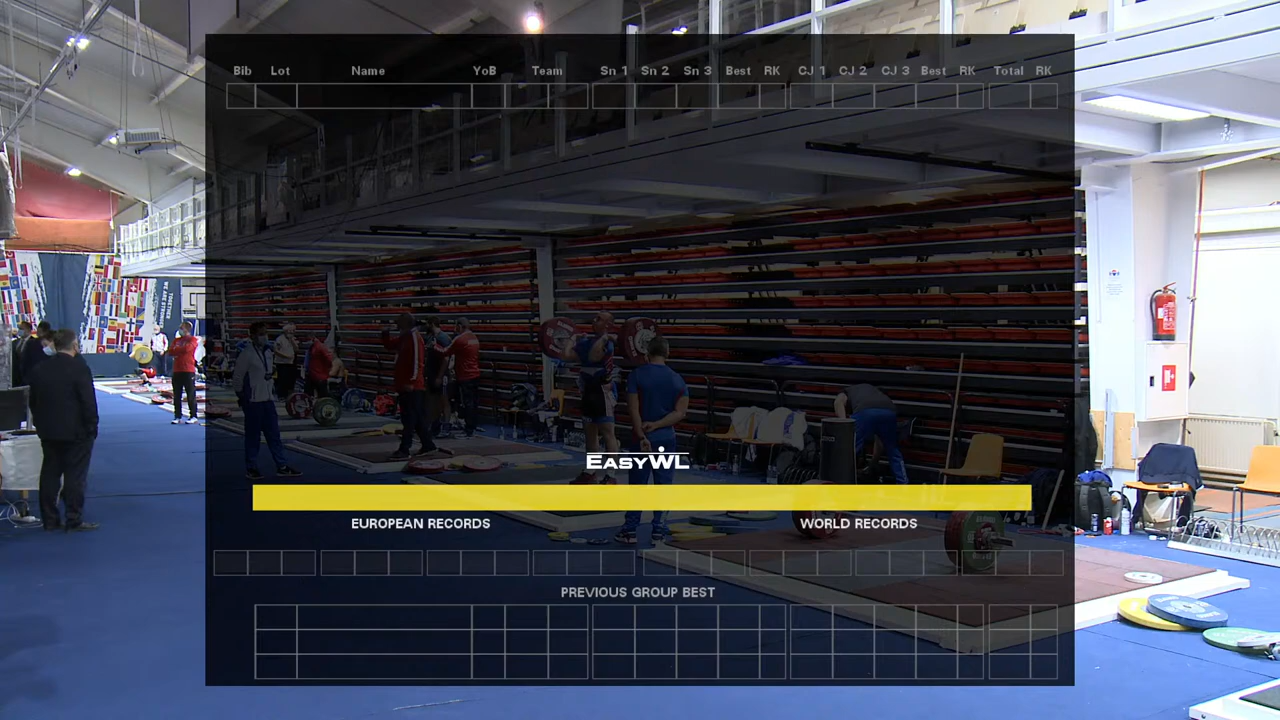 Bib Lot Name YoB Team Sn 1 Sn 2 Sn 3 Best RK CJ 1 CJ 2 CJ 3 Best RK Total RK
EASYWL
EUROPEAN RECORDS WORLD RECORDS
PREVIOUS GROUP BEST